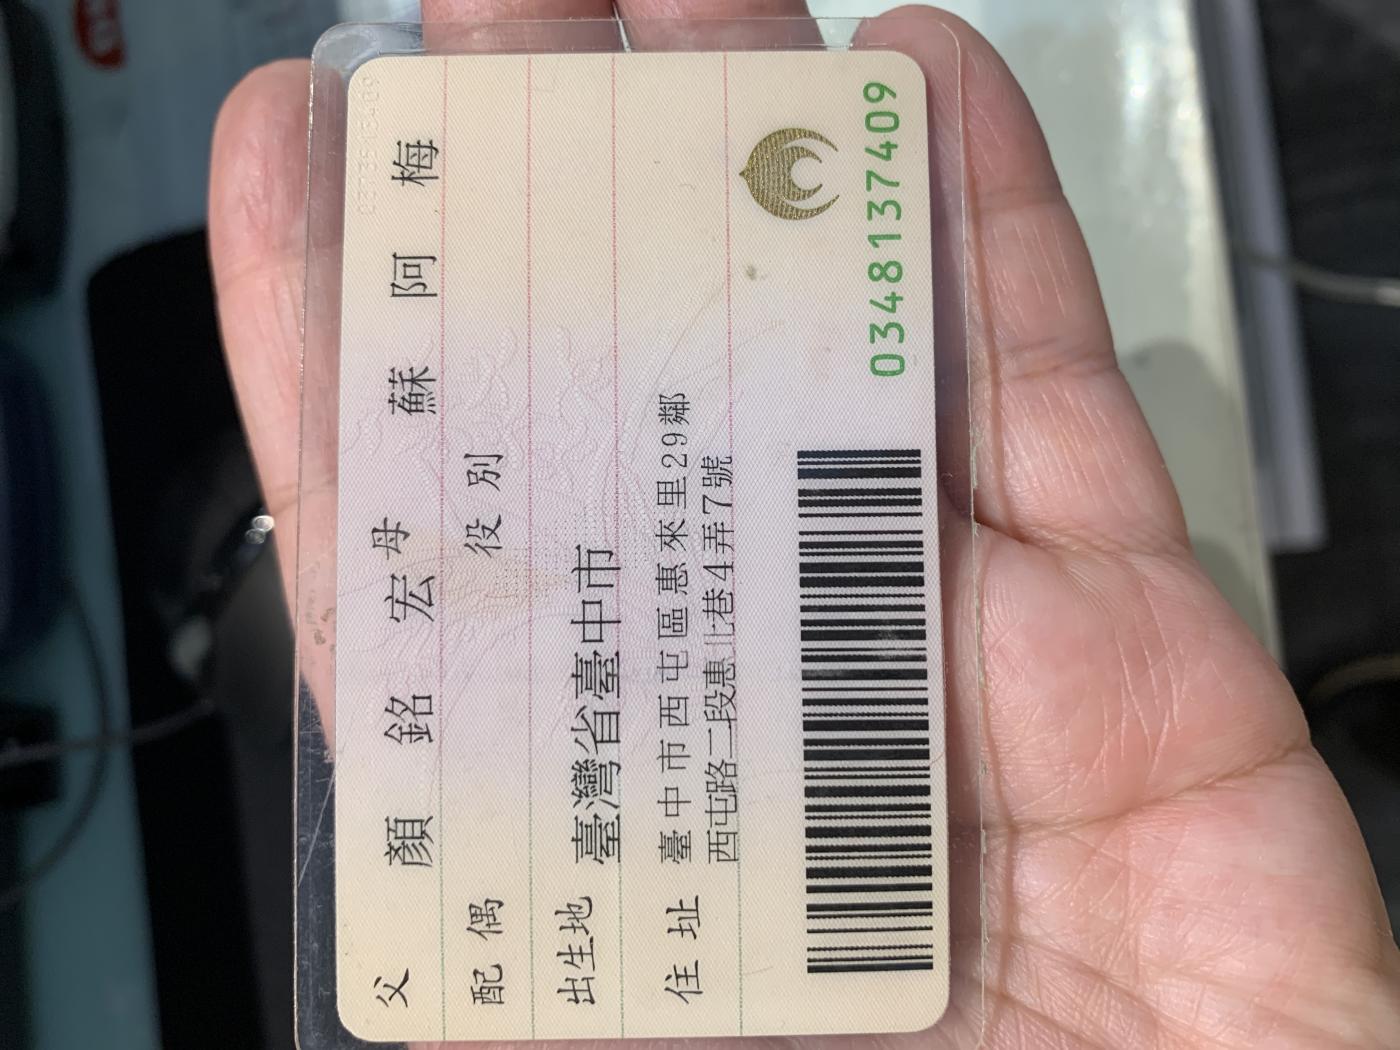 父 顏銘宏 母 蘇阿梅
配偶 役別
出生地 臺灣省臺中市
住址 臺中市西屯區惠來里29鄰
西屯路二段惠北巷4弄7號
0348137409